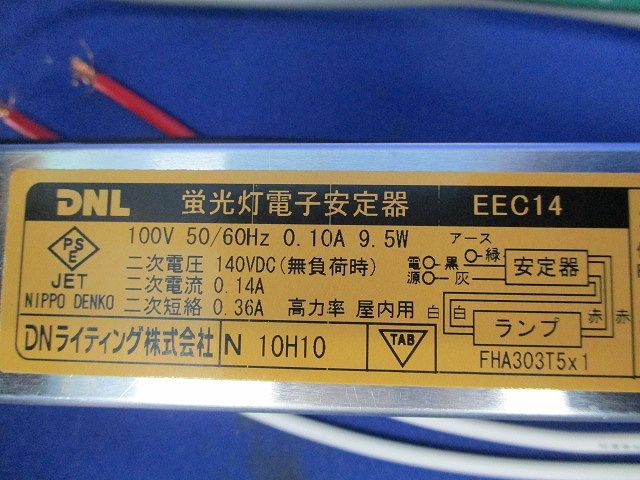 DNL 蛍光灯電子安定器 EEC14
PSE
JET
NIPPO DENKO
100V 50/60Hz 0.10A 9.5W
二次電圧 140VDC(無負荷時)
二次電流 0.14A
二次短絡 0.36A 高力率 屋内用
アース
緑
電 黒
源 灰
安定器
白 白
ランプ
赤 赤
FHA303T5x1
DNライティング株式会社 N 10H10 TAB